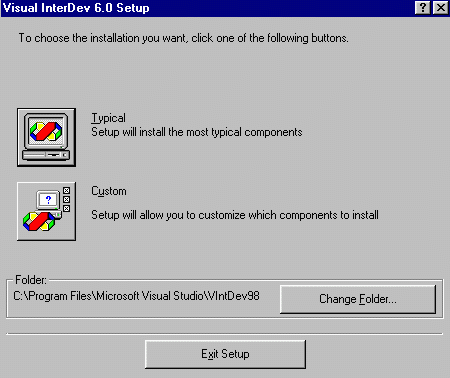 Visual InterDev 6.0 Setup
To choose the installation you want, click one of the following buttons.
Typical
Setup will install the most typical components
?
Custom
Setup will allow you to customize which components to install
Folder:
C:\Program Files\Microsoft Visual Studio\VIntDev98
Change Folder...
Exit Setup